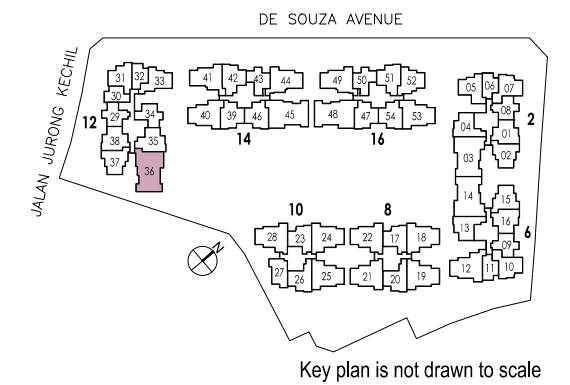 DE SOUZA AVENUE
JALAN JURONG KECHIL
31 32 33
30
29 34
12
38 35
37 36
41 42 43 44
40 39 46 45
14
49 50 51 52
48 47 54 53
16
05 06 07
08
2
04 01
03 02
14 15
13 16
6
09
12 11 10
10
28 23 24
27 26 25
8
22 17 18
21 20 19
N
Key plan is not drawn to scale